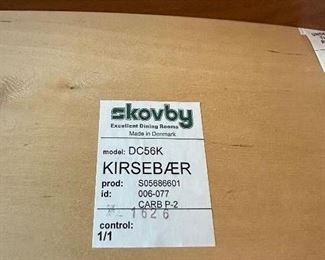 skovby
Excellent Dining Rooms
Made in Denmark
model: DC56K
KIRSEBÆR
prod: S05686601
id: 006-077
CARB P-2
1626
control:
1/1